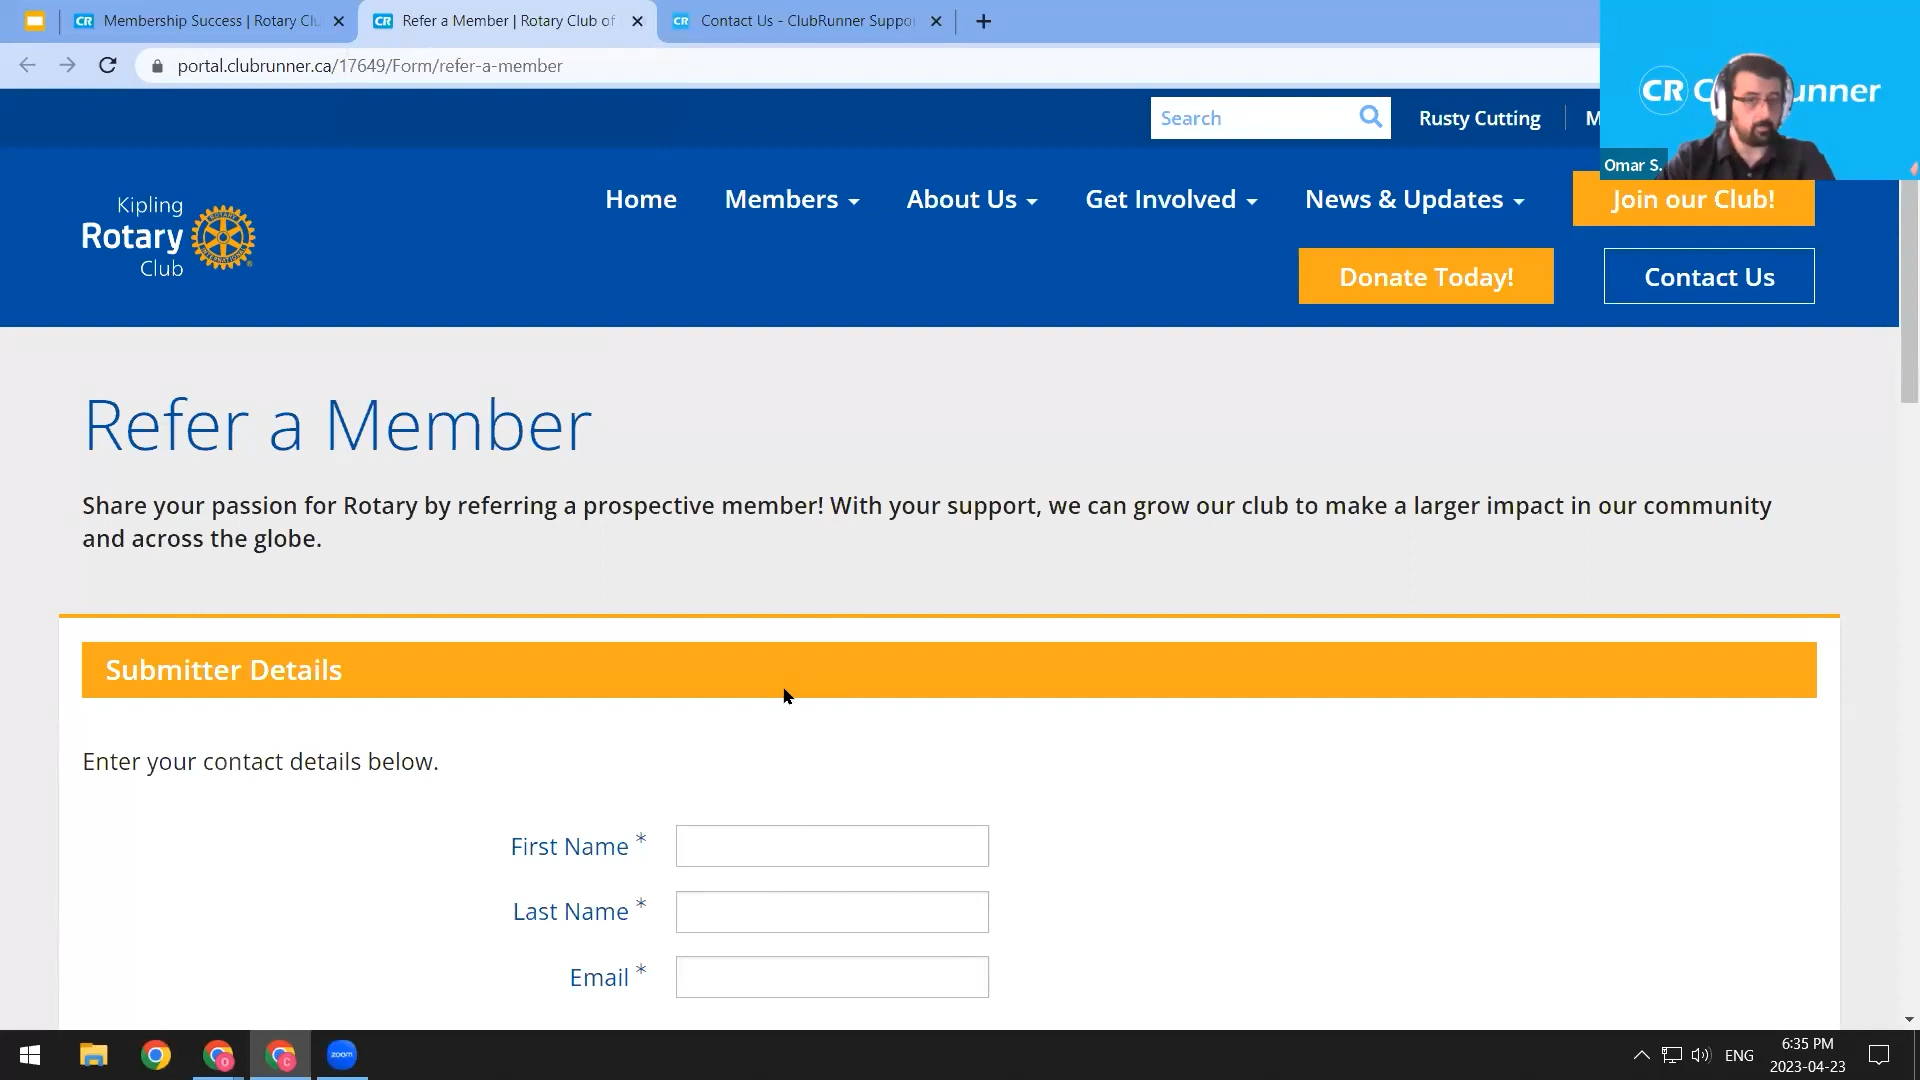 Membership Success | Rotary Clu
Refer a Member | Rotary Club of
Contact Us - ClubRunner Suppo
portal.clubrunner.ca/17649/Form/refer-a-member
Search
Rusty Cutting
M
CR C unner
Omar S.
Kipling
Rotary
Club
Home
Members
About Us
Get Involved
News & Updates
Join our Club!
Donate Today!
Contact Us
Refer a Member
Share your passion for Rotary by referring a prospective member! With your support, we can grow our club to make a larger impact in our community
and across the globe.
Submitter Details
Enter your contact details below.
First Name *
Last Name *
Email *
zoom
ENG
6:35 PM
2023-04-23